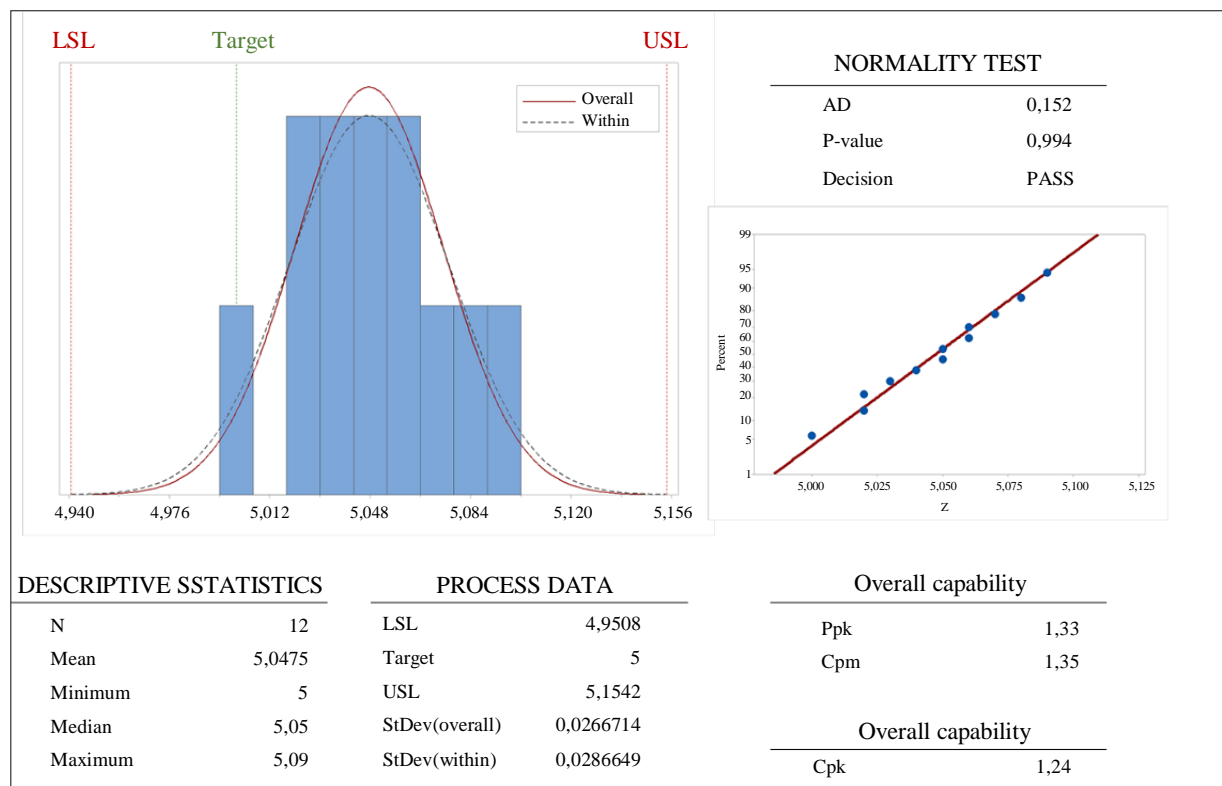 LSL Target USL
Overall
Within
4,940 4,976 5,012 5,048 5,084 5,120 5,156
NORMALITY TEST
AD 0,152
P-value 0,994
Decision PASS
99
95
90
80
70
60
50
40
30
20
10
5
1
Percent
5,000 5,025 5,050 5,075 5,100 5,125
Z
DESCRIPTIVE SSTATISTICS
N 12
Mean 5,0475
Minimum 5
Median 5,05
Maximum 5,09
PROCESS DATA
LSL 4,9508
Target 5
USL 5,1542
StDev(overall) 0,0266714
StDev(within) 0,0286649
Overall capability
Ppk 1,33
Cpm 1,35
Overall capability
Cpk 1,24